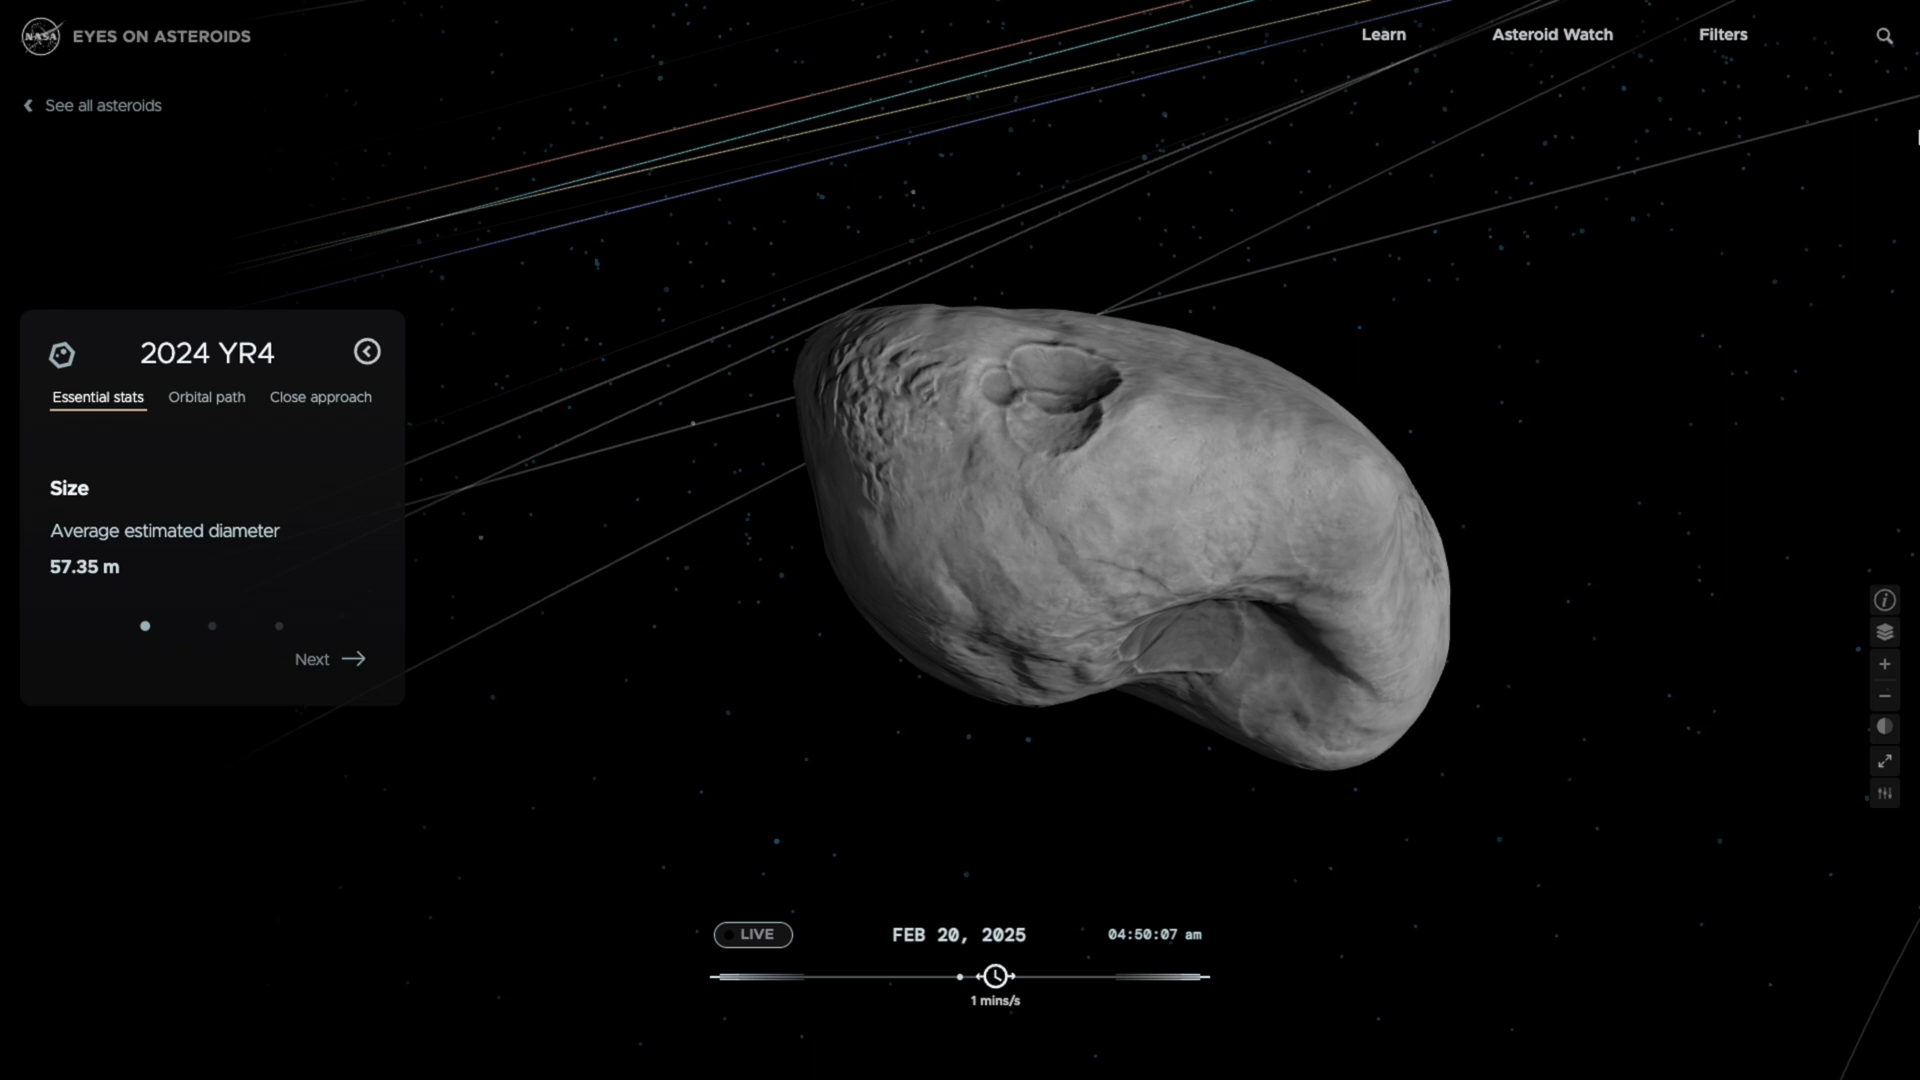 NASA EYES ON ASTEROIDS
Learn
Asteroid Watch
Filters
See all asteroids
2024 YR4
Essential stats
Orbital path
Close approach
Size
Average estimated diameter
57.35 m
Next
LIVE
FEB 20, 2025
04:50:07 am
1 mins/s